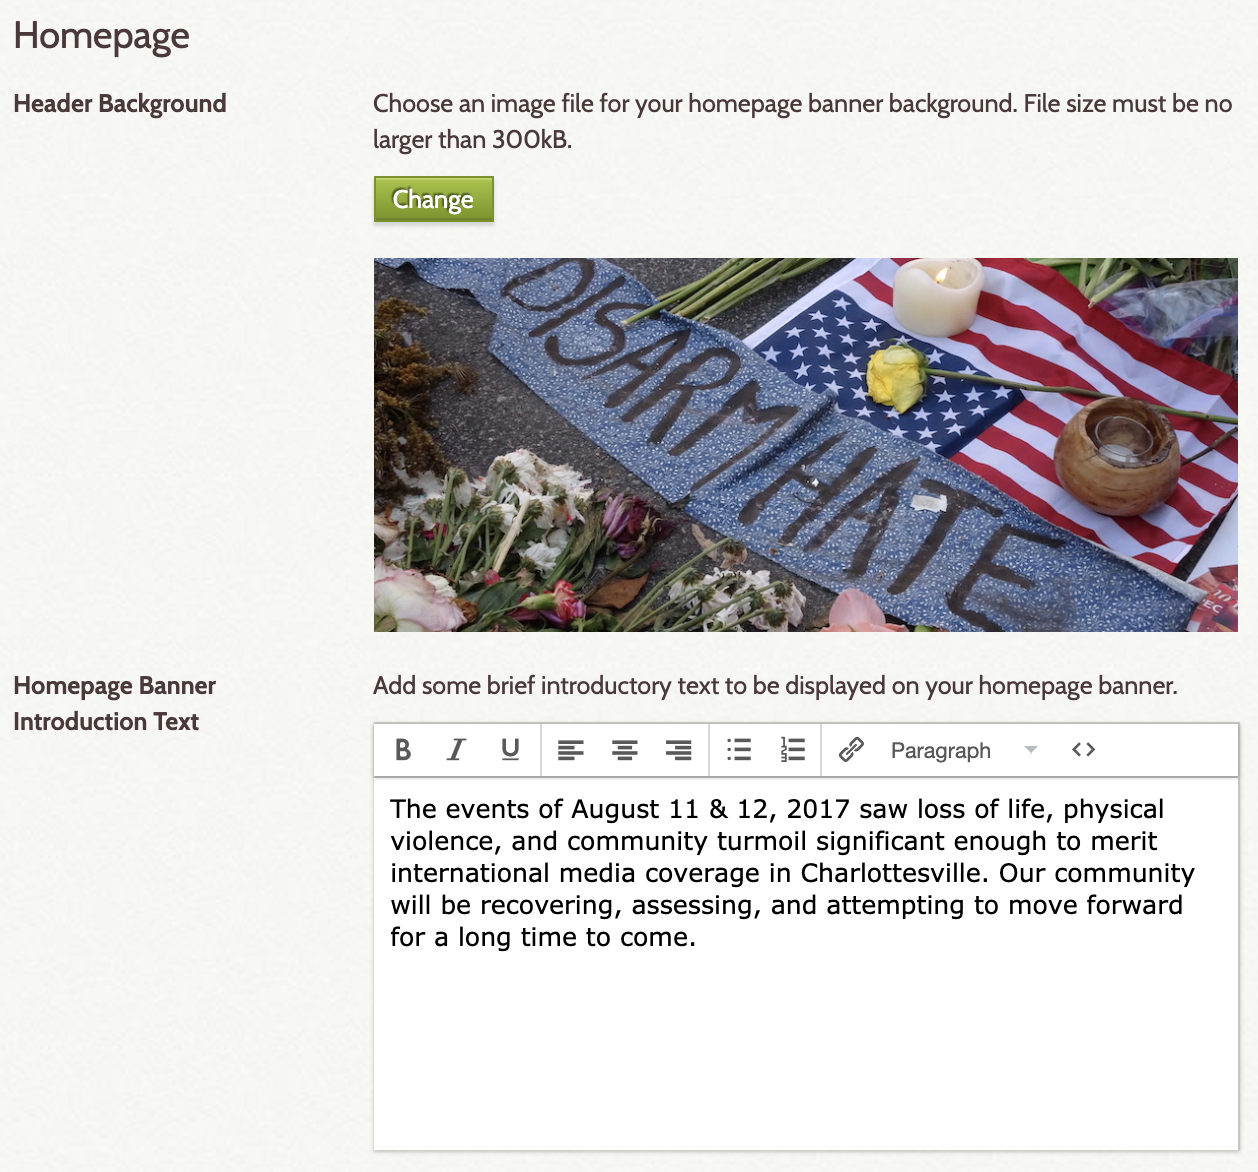 Homepage
Header Background
Choose an image file for your homepage banner background. File size must be no
larger than 300kB.
Change
DISARM HATE
Homepage Banner
Introduction Text
Add some brief introductory text to be displayed on your homepage banner.
B I U Paragraph <>
The events of August 11 & 12, 2017 saw loss of life, physical
violence, and community turmoil significant enough to merit
international media coverage in Charlottesville. Our community
will be recovering, assessing, and attempting to move forward
for a long time to come.